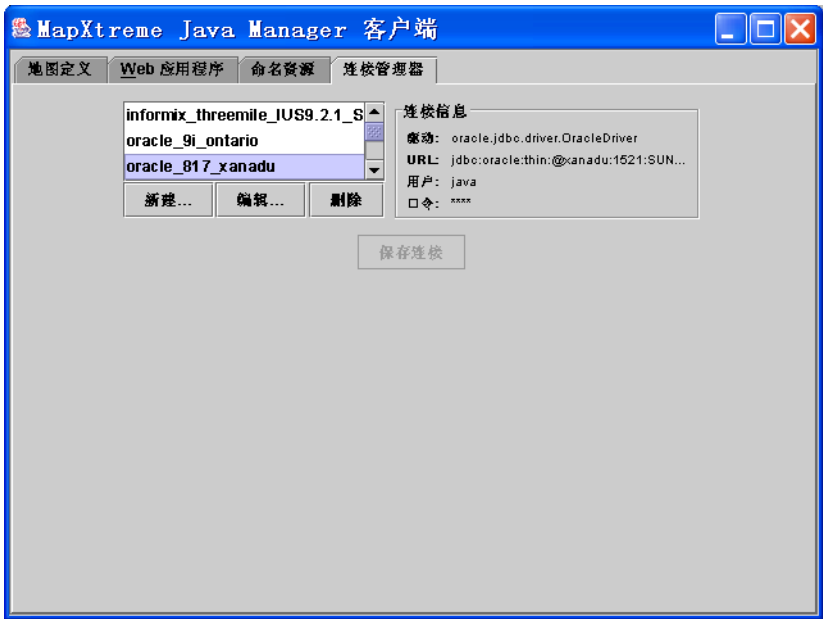 MapXtreme Java Manager 客户端
地图定义 Web 应用程序 命名资源 连接管理器
informix_threemile_IUS9.2.1_S
oracle_9i_ontario
oracle_817_xanadu
新建... 编辑... 删除
连接信息
驱动: oracle.jdbc.driver.OracleDriver
URL: jdbc:oracle:thin:@xanadu:1521:SUN...
用户: java
口令: ****
保存连接